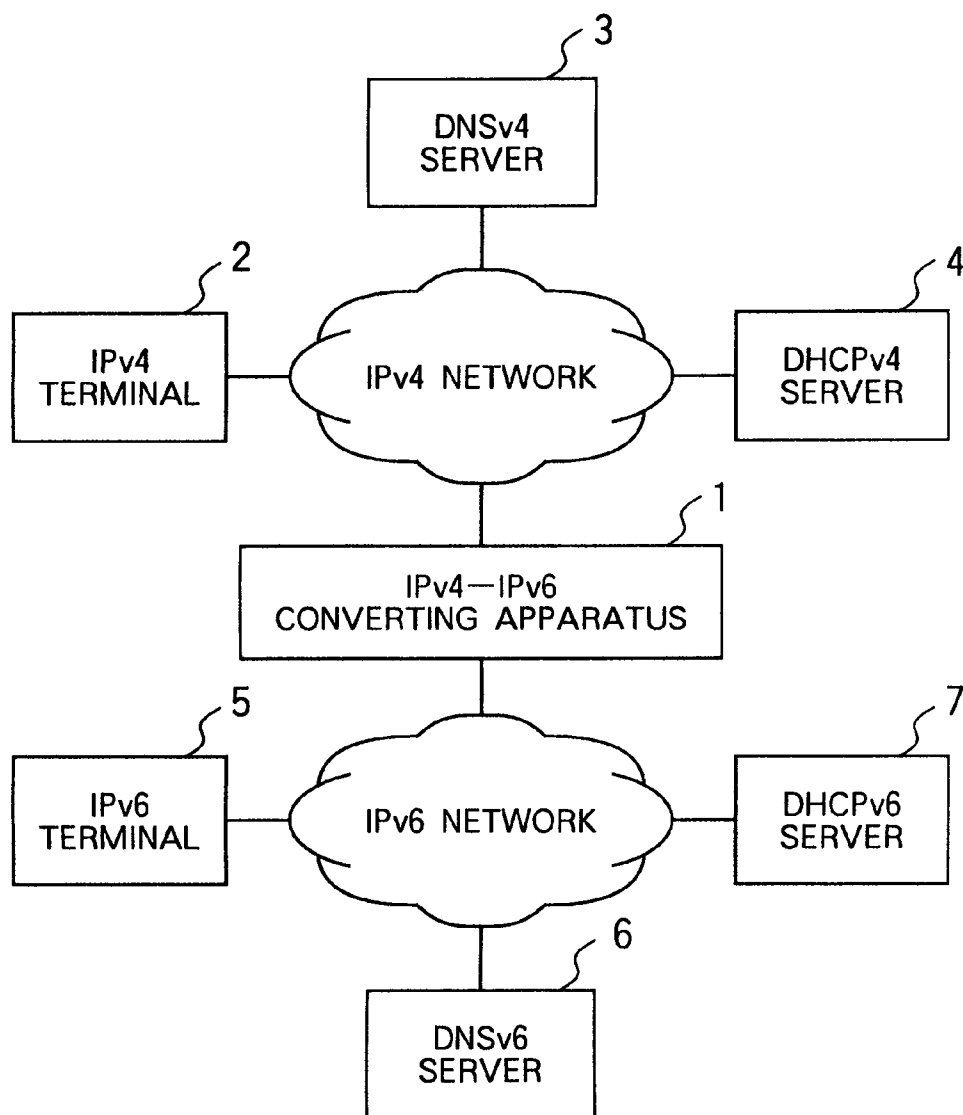 3
DNSv4
SERVER
2
4
IPv4
TERMINAL
IPv4 NETWORK
DHCPv4
SERVER
1
IPv4—IPv6
CONVERTING APPARATUS
5
7
IPv6
TERMINAL
IPv6 NETWORK
DHCPv6
SERVER
6
DNSv6
SERVER